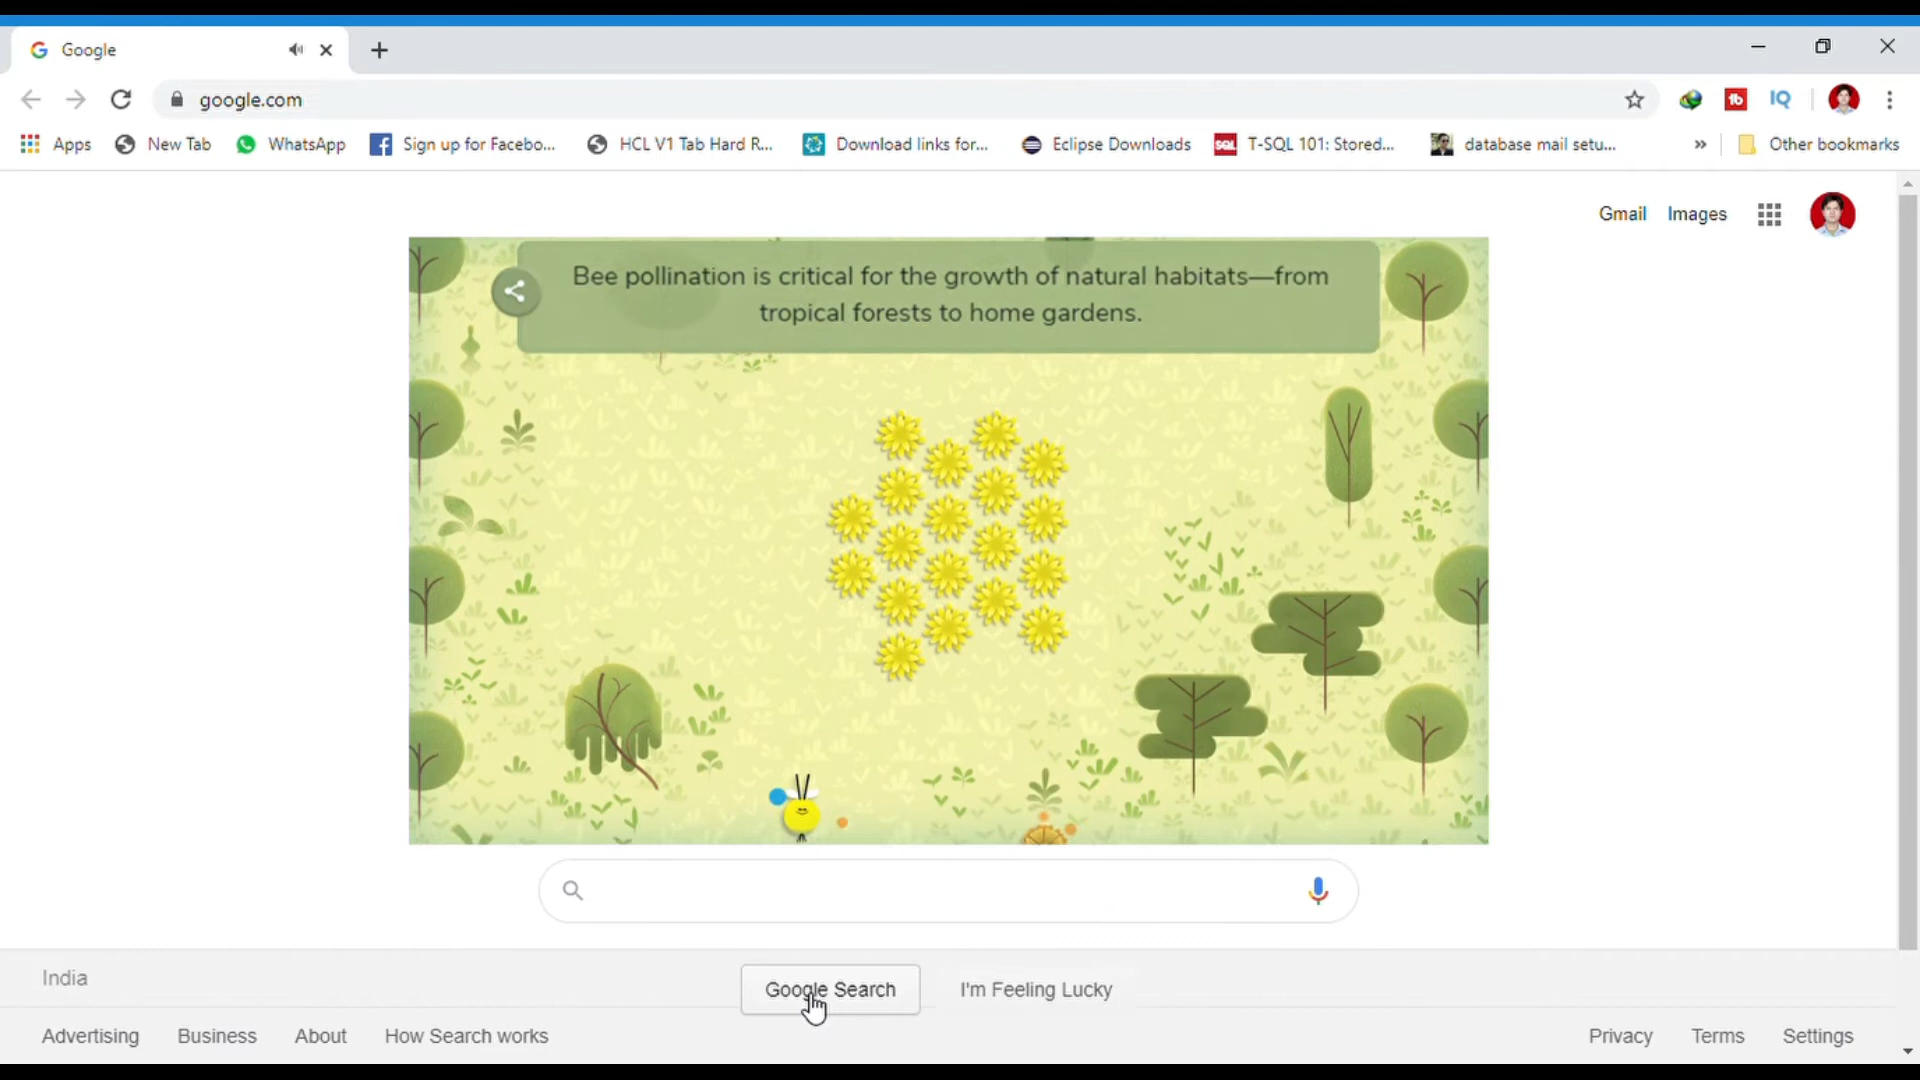 Google
google.com
Apps
New Tab
WhatsApp
Sign up for Facebo...
HCL V1 Tab Hard R...
Download links for...
Eclipse Downloads
SQL
T-SQL 101: Stored...
database mail setu...
»
Other bookmarks
tb
IQ
Gmail
Images
Bee pollination is critical for the growth of natural habitats—from
tropical forests to home gardens.
India
Google Search
I'm Feeling Lucky
Advertising
Business
About
How Search works
Privacy
Terms
Settings